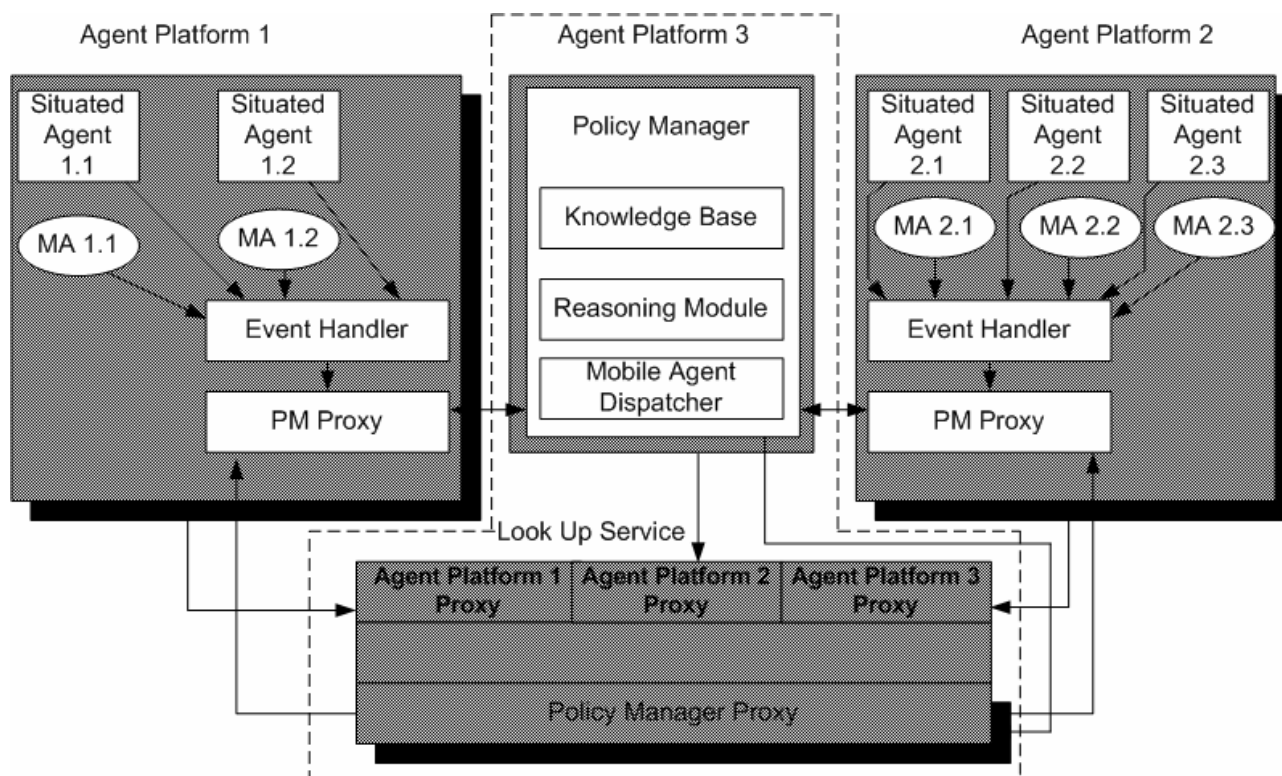 Agent Platform 1
Agent Platform 3
Agent Platform 2
Situated
Agent
1.1
Situated
Agent
1.2
MA 1.1
MA 1.2
Event Handler
PM Proxy
Policy Manager
Knowledge Base
Reasoning Module
Mobile Agent
Dispatcher
Situated
Agent
2.1
Situated
Agent
2.2
Situated
Agent
2.3
MA 2.1
MA 2.2
MA 2.3
Event Handler
PM Proxy
Look Up Service
Agent Platform 1
Proxy
Agent Platform 2
Proxy
Agent Platform 3
Proxy
Policy Manager Proxy